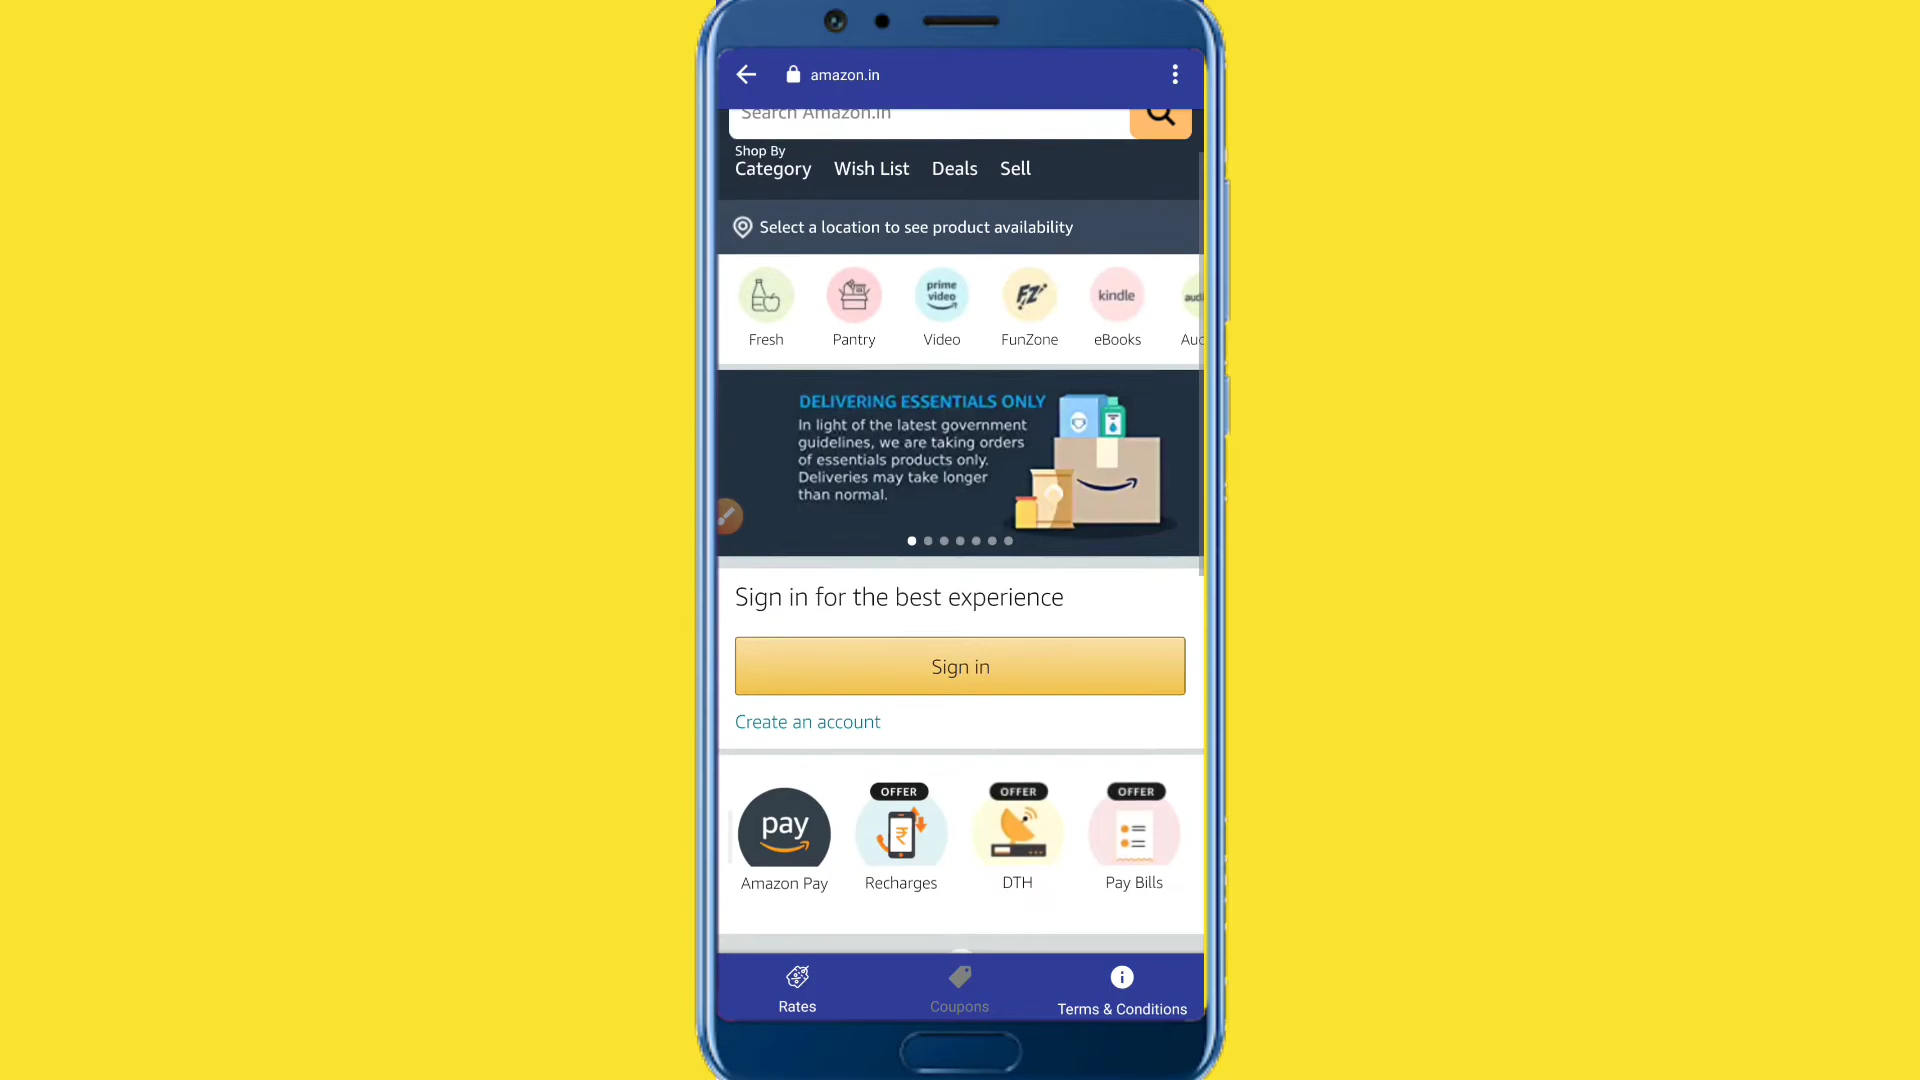 amazon.in
Search Amazon.in
Shop By
Category Wish List Deals Sell
Select a location to see product availability
prime
video
FZ
kindle
audi
Fresh Pantry Video FunZone eBooks Aud
DELIVERING ESSENTIALS ONLY
In light of the latest government
guidelines, we are taking orders
of essentials products only.
Deliveries may take longer
than normal.
Sign in for the best experience
Sign in
Create an account
OFFER OFFER OFFER
pay
Amazon Pay Recharges DTH Pay Bills
Rates Coupons Terms & Conditions